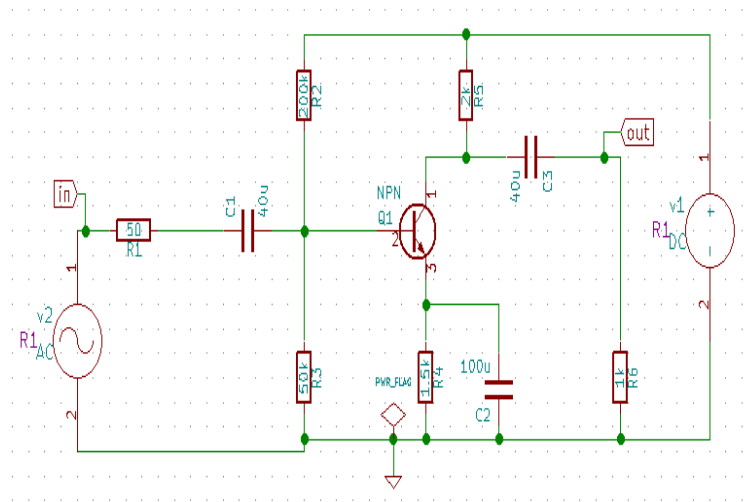 200k
R2
2k
R5
out
1
in
50
R1
C1
40u
NPN
Q1
1
2
3
40u
C3
v1
R1
DC
+
-
2
1
v2
R1
AC
2
50k
R3
PWR_FLAG
1.5k
R4
100u
C2
1k
R6